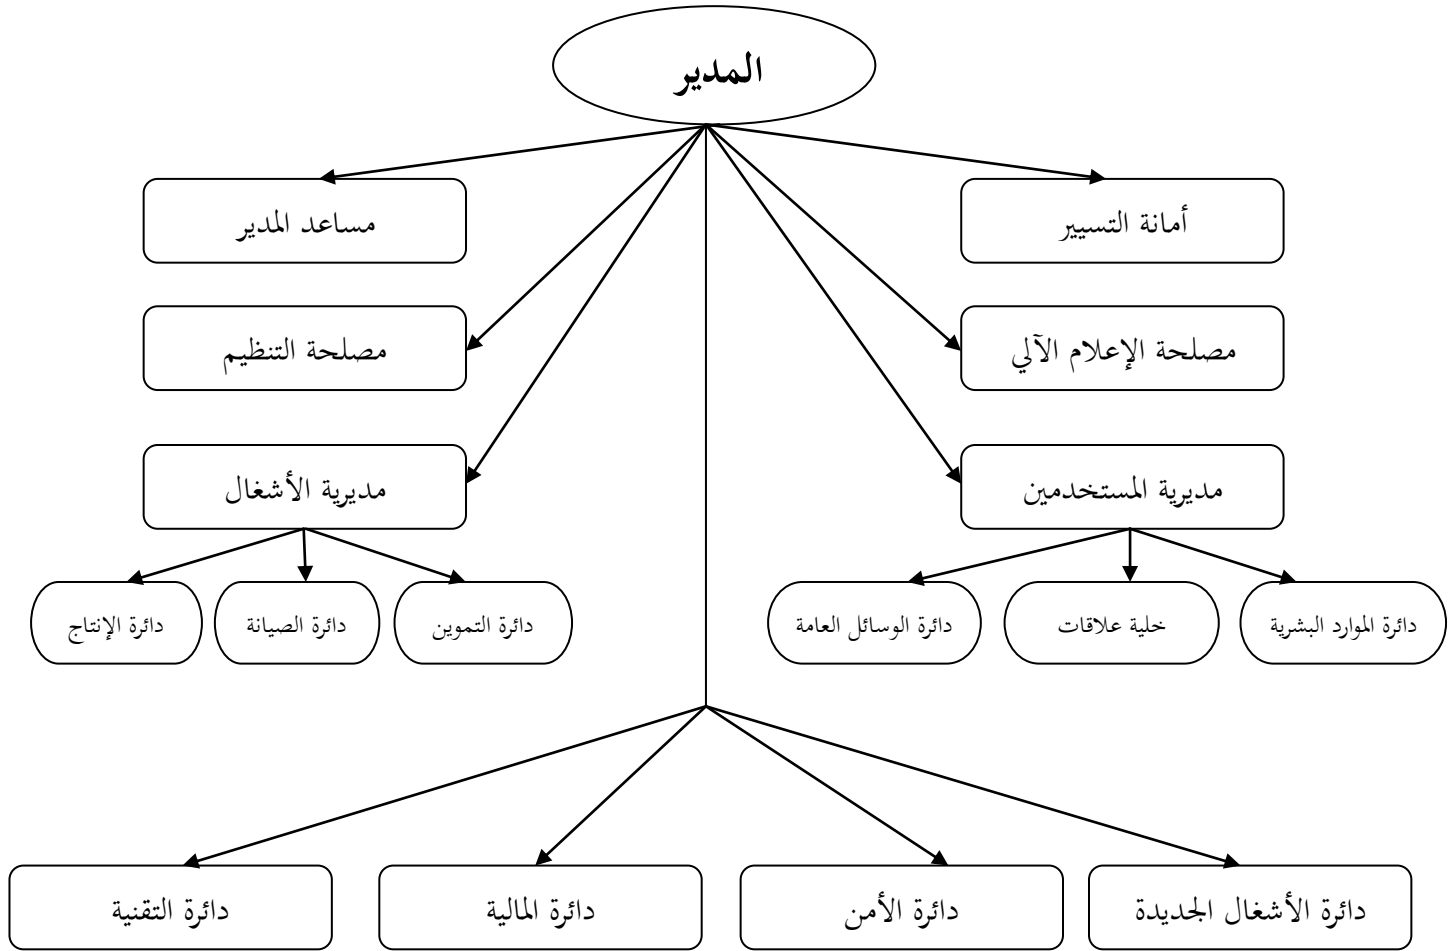 المدير
أمانة التسيير
مساعد المدير
مصلحة الإعلام الآلي
مصلحة التنظيم
مديرية المستخدمين
مديرية الأشغال
دائرة الموارد البشرية
خلية علاقات
دائرة الوسائل العامة
دائرة التموين
دائرة الصيانة
دائرة الإنتاج
دائرة الأشغال الجديدة
دائرة الأمن
دائرة المالية
دائرة التقنية